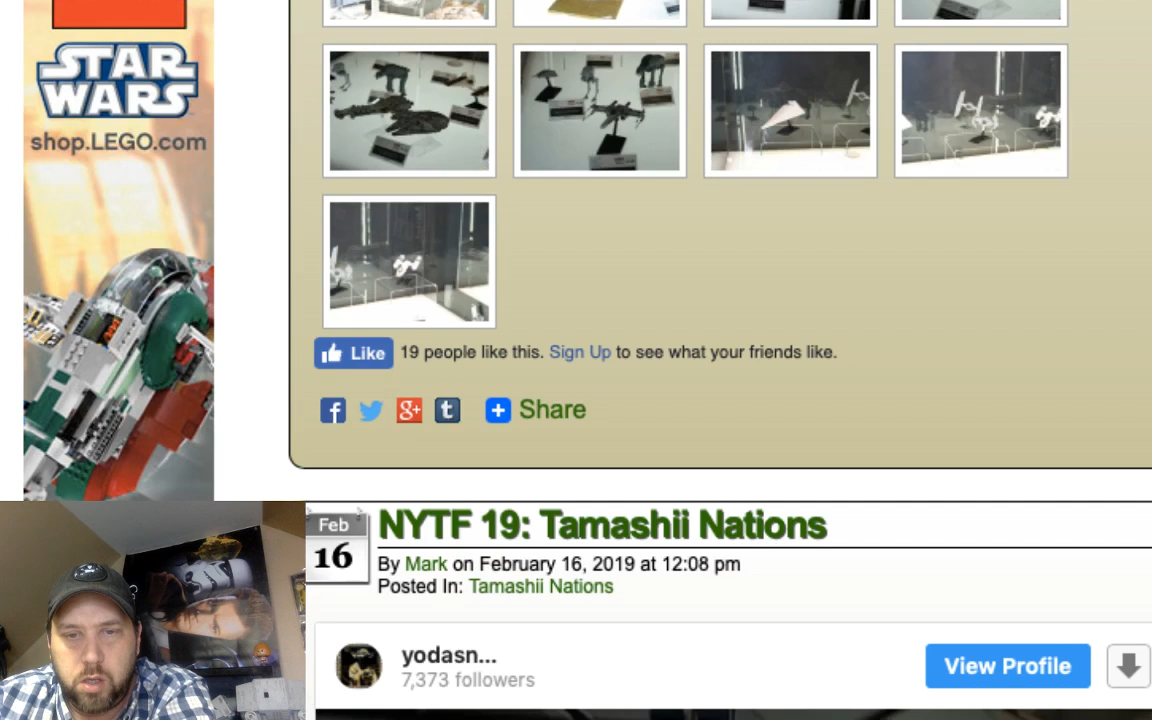 STAR
WARS
shop.LEGO.com
Like
19 people like this. Sign Up to see what your friends like.
f
g+
t
+
Share
Feb
16
NYTF 19: Tamashii Nations
By Mark on February 16, 2019 at 12:08 pm
Posted In: Tamashii Nations
yodasn...
7,373 followers
View Profile